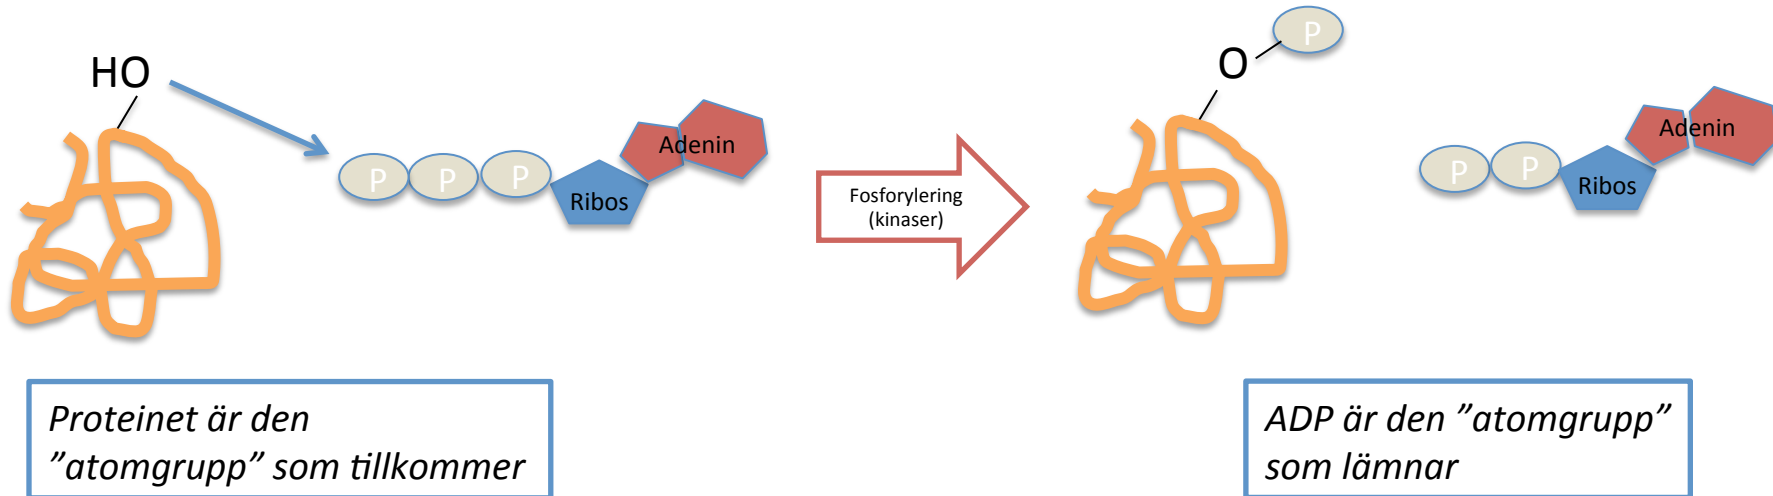 HO
P P P
Ribos
Adenin
Fosforylering
(kinaser)
O
P
P P
Ribos
Adenin
Proteinet är den
”atomgrupp” som tillkommer
ADP är den ”atomgrupp”
som lämnar